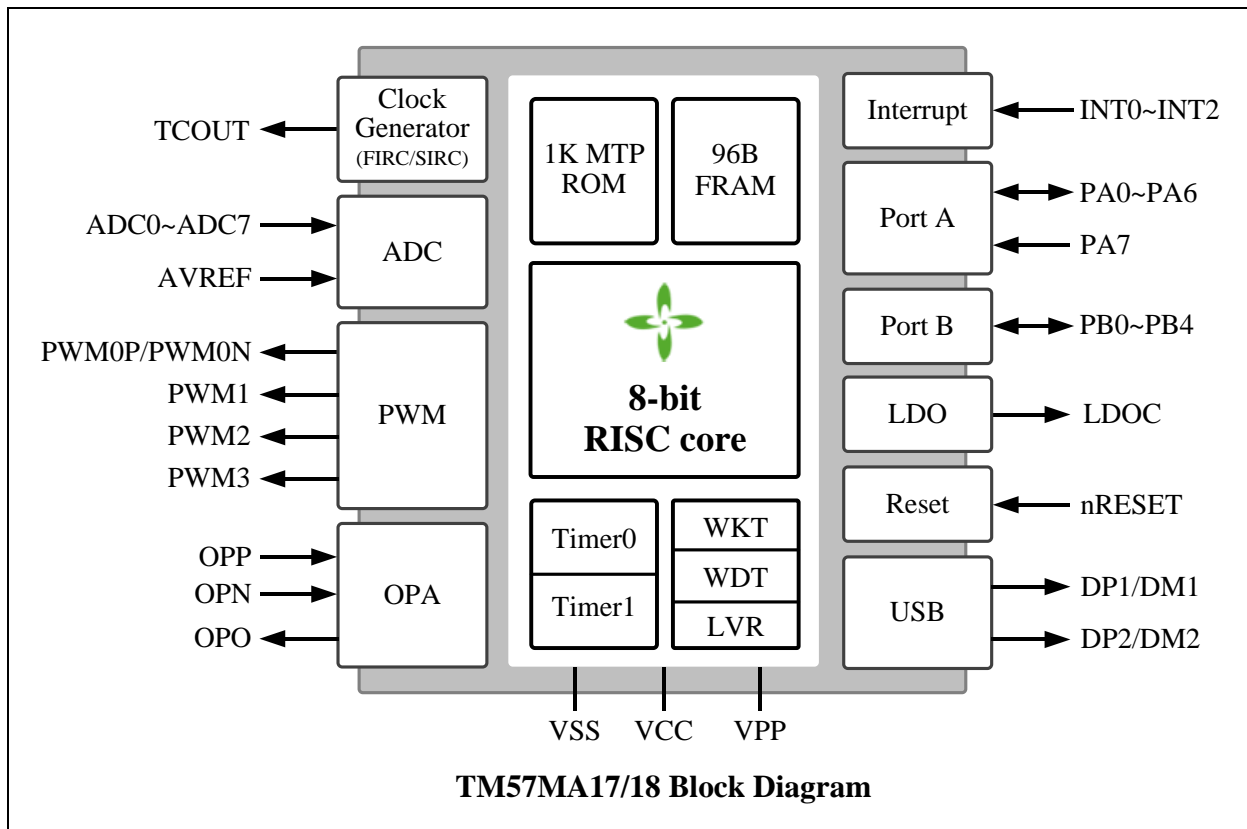 TCOUT
Clock
Generator
(FIRC/SIRC)
ADC0~ADC7
AVREF
ADC
PWM0P/PWM0N
PWM1
PWM2
PWM3
PWM
OPP
OPN
OPO
OPA
1K MTP
ROM
96B
FRAM
8-bit
RISC core
Timer0
Timer1
WKT
WDT
LVR
VSS
VCC
VPP
Interrupt
INT0~INT2
Port A
PA0~PA6
PA7
Port B
PB0~PB4
LDO
LDOC
Reset
nRESET
USB
DP1/DM1
DP2/DM2
TM57MA17/18 Block Diagram